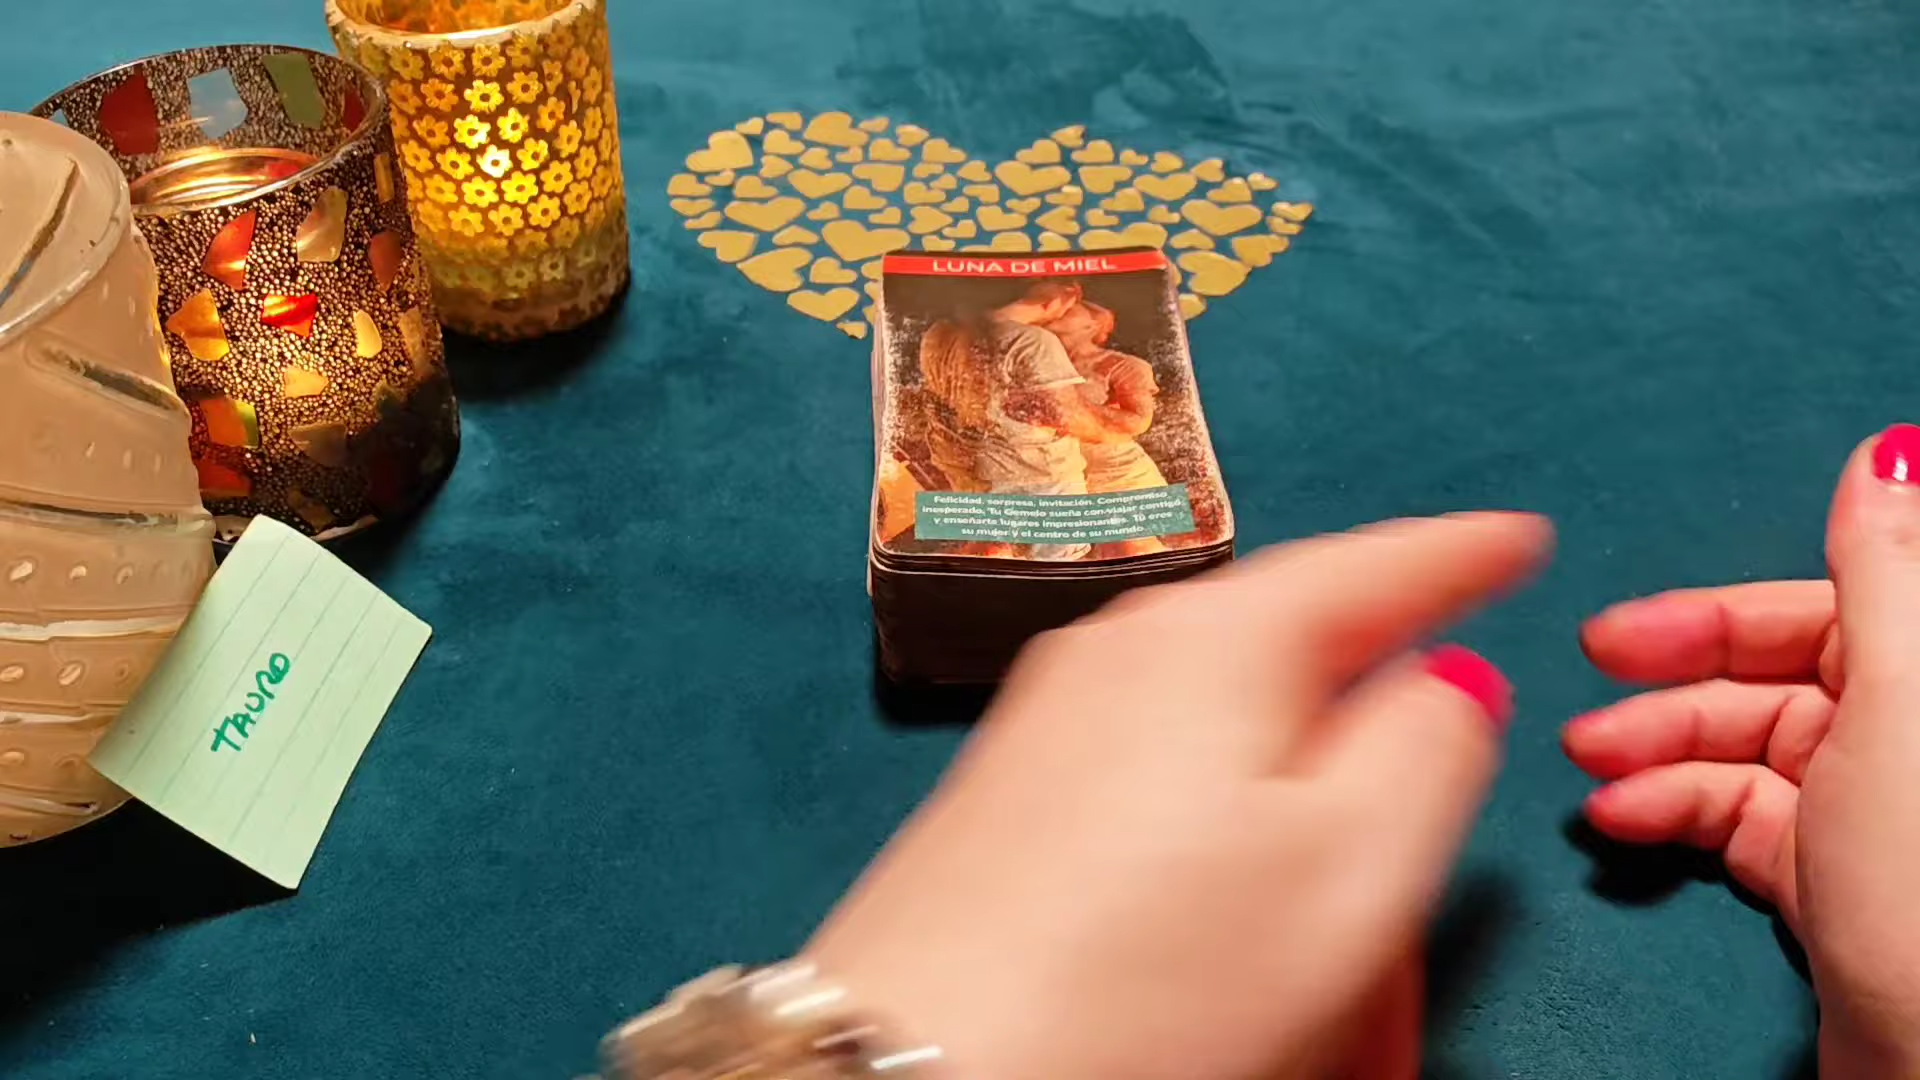 LUNA DE MIEL
Felicidad, sorpresa, invitación. Compromiso
inesperado. Tu Gemelo sueña con viajar contigo
y enseñarte lugares impresionantes. Tú eres
su mujer y el centro de su mundo.
TAURO